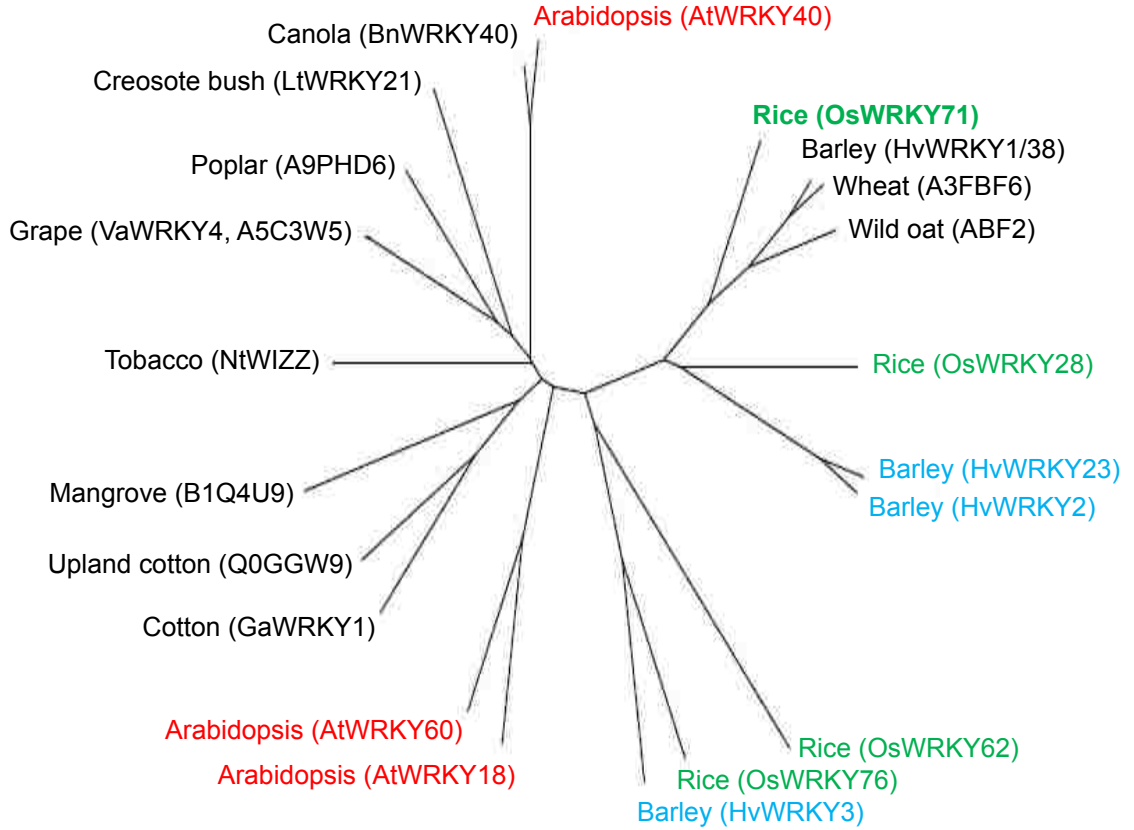 Arabidopsis (AtWRKY40)
Canola (BnWRKY40)
Creosote bush (LtWRKY21)
Rice (OsWRKY71)
Barley (HvWRKY1/38)
Poplar (A9PHD6)
Wheat (A3FBF6)
Grape (VaWRKY4, A5C3W5)
Wild oat (ABF2)
Tobacco (NtWIZZ)
Rice (OsWRKY28)
Barley (HvWRKY23)
Mangrove (B1Q4U9)
Barley (HvWRKY2)
Upland cotton (Q0GGW9)
Cotton (GaWRKY1)
Arabidopsis (AtWRKY60)
Rice (OsWRKY62)
Arabidopsis (AtWRKY18)
Rice (OsWRKY76)
Barley (HvWRKY3)